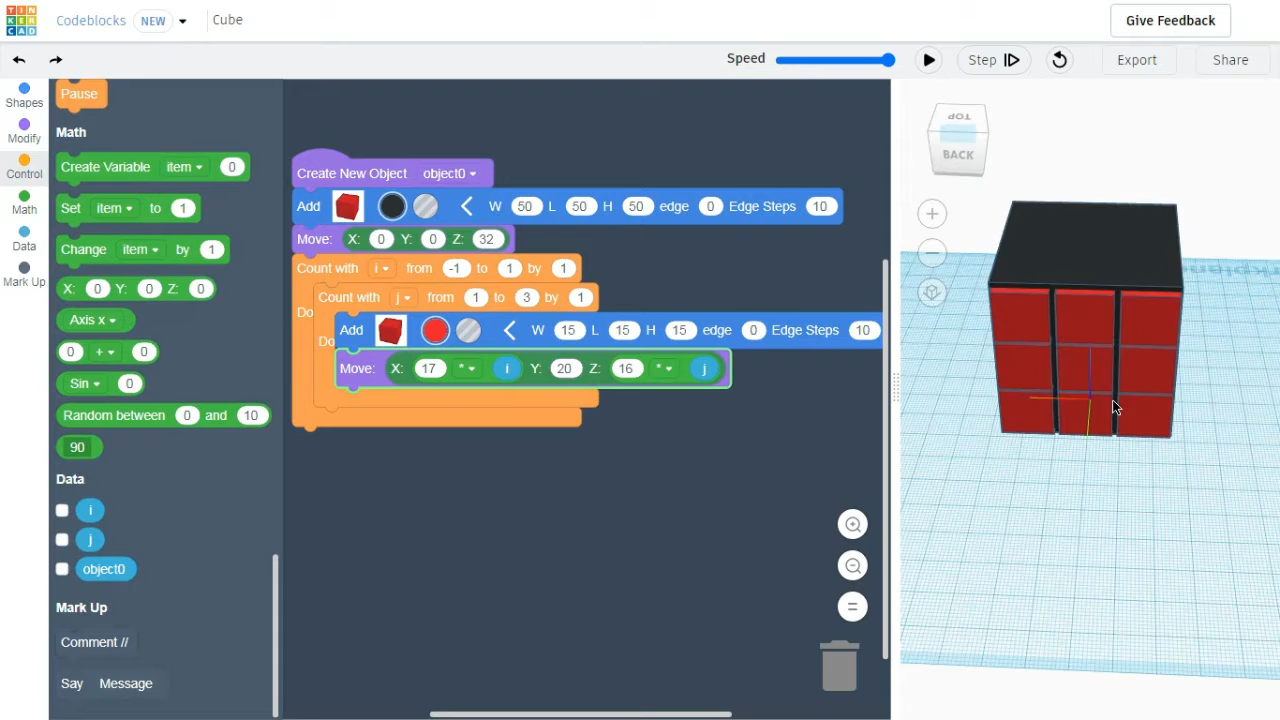 TIN
KER
CAD
Codeblocks NEW Cube
Give Feedback
Speed
Step
Export
Share
Shapes
Modify
Control
Math
Data
Mark Up
Pause
Math
Create Variable item 0
Set item to 1
Change item by 1
X: 0 Y: 0 Z: 0
Axis x
0 + 0
Sin 0
Random between 0 and 10
90
Data
i
j
object0
Mark Up
Comment //
Say Message
Create New Object object0
Add W 50 L 50 H 50 edge 0 Edge Steps 10
Move: X: 0 Y: 0 Z: 32
Count with i from -1 to 1 by 1
Do
Count with j from 1 to 3 by 1
Do
Add W 15 L 15 H 15 edge 0 Edge Steps 10
Move: X: 17 * i Y: 20 Z: 16 * j
TOP
BACK